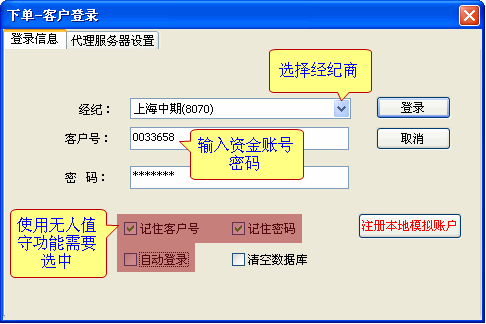 下单-客户登录
登录信息 代理服务器设置
选择经纪商
经纪： 上海中期(8070) 登录
客户号： 0033658 取消
输入资金账号
密码
密 码： *******
使用无人值
守功能需要
选中
记住客户号 记住密码 注册本地模拟账户
自动登录 清空数据库